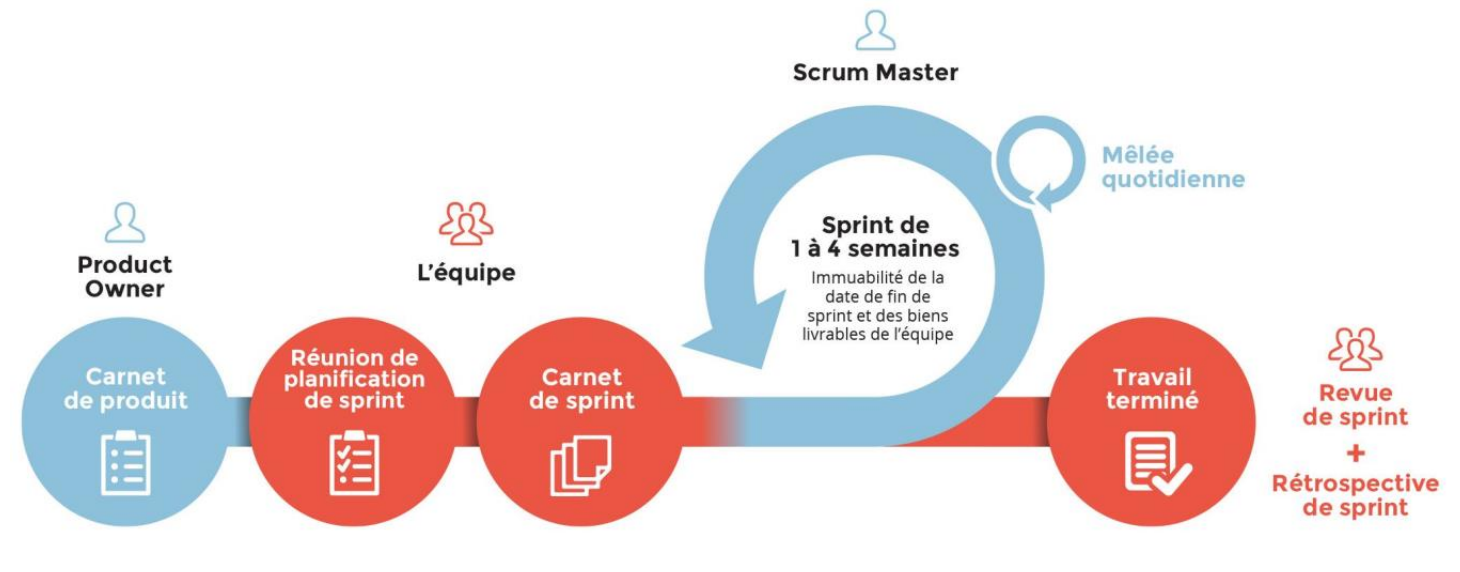 Scrum Master
Mêlée
quotidienne
Product
Owner
L'équipe
Sprint de
1 à 4 semaines
Immuabilité de la
date de fin de
sprint et des biens
livrables de l'équipe
Carnet
de produit
Réunion de
planification
de sprint
Carnet
de sprint
Travail
terminé
Revue
de sprint
+
Rétrospective
de sprint